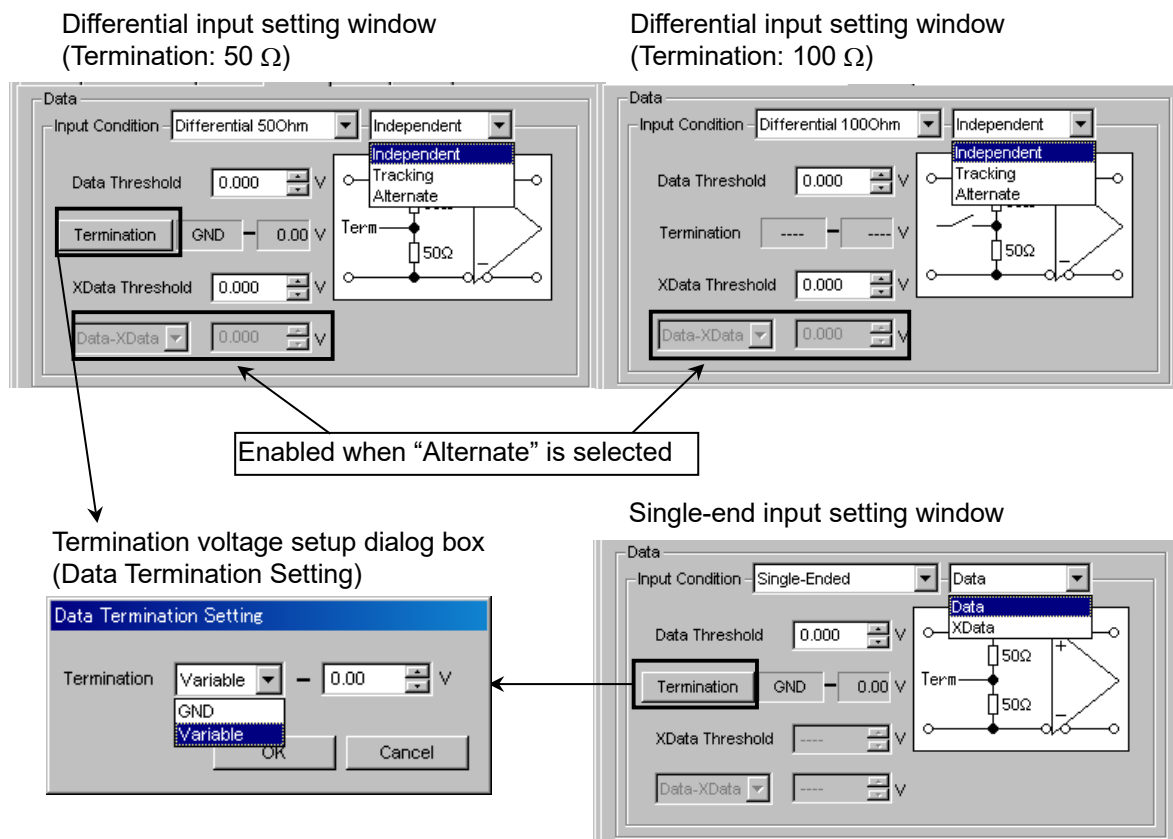 Differential input setting window
(Termination: 50 Ω)
Data
Input Condition Differential 50Ohm Independent
Independent
Tracking
Alternate
Data Threshold 0.000 V
Termination GND - 0.00 V
Term
50Ω
-
XData Threshold 0.000 V
Data-XData 0.000 V
Differential input setting window
(Termination: 100 Ω)
Data
Input Condition Differential 100Ohm Independent
Independent
Tracking
Alternate
Data Threshold 0.000 V
Termination ---- - ---- V
50Ω
-
XData Threshold 0.000 V
Data-XData 0.000 V
Enabled when “Alternate” is selected
Termination voltage setup dialog box
(Data Termination Setting)
Data Termination Setting
Termination Variable - 0.00 V
GND
Variable
OK Cancel
Single-end input setting window
Data
Input Condition Single-Ended Data
Data
XData
Data Threshold 0.000 V
50Ω +
Termination GND - 0.00 V
Term
50Ω
-
XData Threshold ---- V
Data-XData ---- V